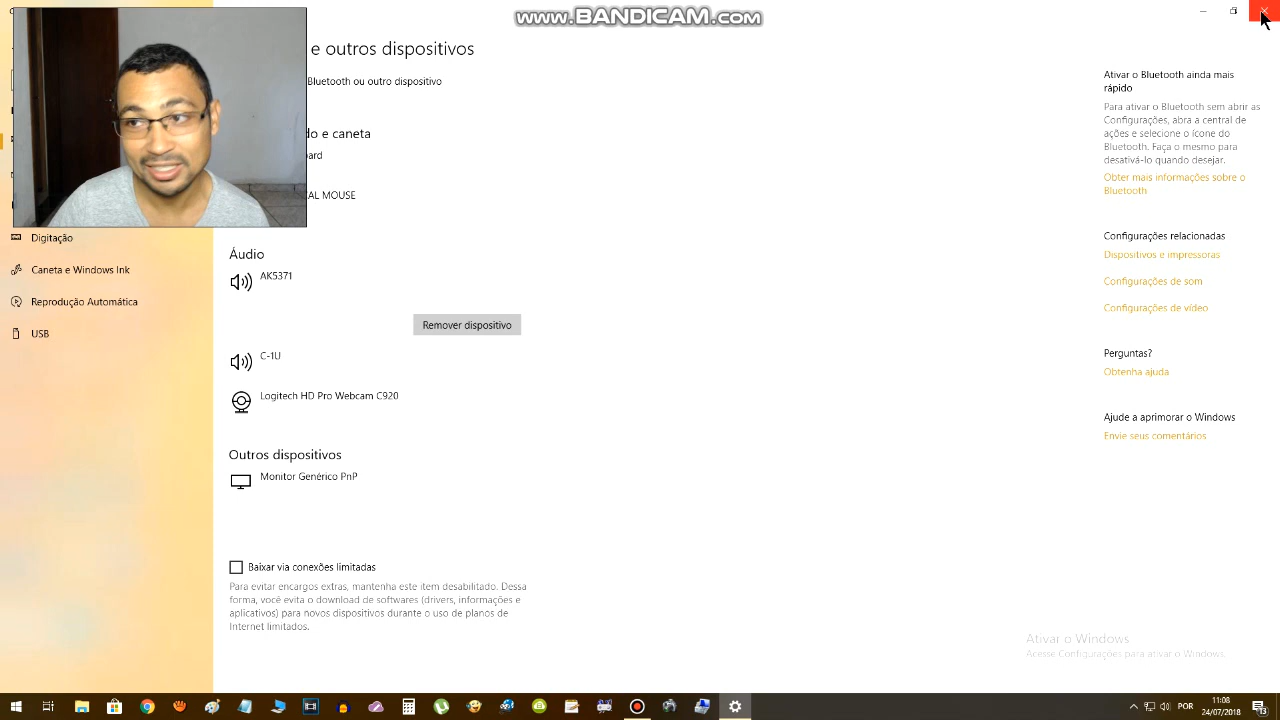 www.BANDICAM.com
e outros dispositivos
Bluetooth ou outro dispositivo
do e caneta
ard
CAL MOUSE
Digitação
Caneta e Windows Ink
Reprodução Automática
USB
Áudio
AK5371
Remover dispositivo
C-1U
Logitech HD Pro Webcam C920
Outros dispositivos
Monitor Genérico PnP
Baixar via conexões limitadas
Para evitar encargos extras, mantenha este item desabilitado. Dessa
forma, você evita o download de softwares (drivers, informações e
aplicativos) para novos dispositivos durante o uso de planos de
Internet limitados.
Ativar o Bluetooth ainda mais
rápido
Para ativar o Bluetooth sem abrir as
Configurações, abra a central de
ações e selecione o ícone do
Bluetooth. Faça o mesmo para
desativá-lo quando desejar.
Obter mais informações sobre o
Bluetooth
Configurações relacionadas
Dispositivos e impressoras
Configurações de som
Configurações de vídeo
Perguntas?
Obtenha ajuda
Ajude a aprimorar o Windows
Envie seus comentários
Ativar o Windows
Acesse Configurações para ativar o Windows.
POR
11:08
24/07/2018